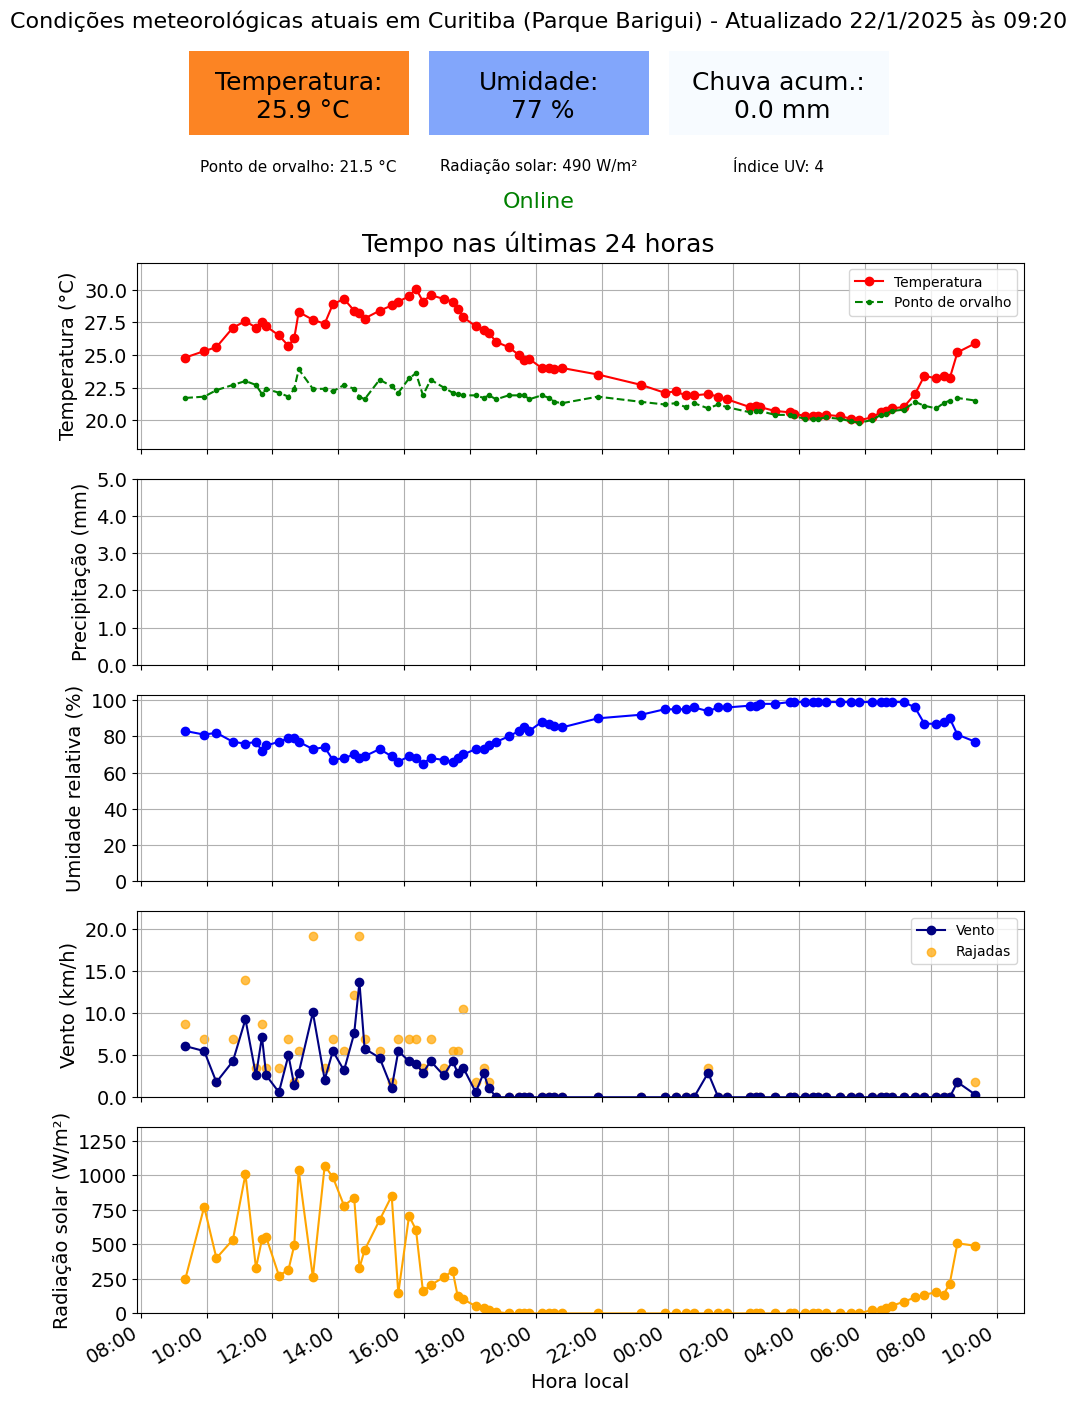 Condições meteorológicas atuais em Curitiba (Parque Barigui) - Atualizado 22/1/2025 às 09:20
Temperatura:
25.9 °C
Umidade:
77 %
Chuva acum.:
0.0 mm
Ponto de orvalho: 21.5 °C
Radiação solar: 490 W/m²
Índice UV: 4
Online
Tempo nas últimas 24 horas
Temperatura (°C)
30.0
27.5
25.0
22.5
20.0
Temperatura
Ponto de orvalho
Precipitação (mm)
5.0
4.0
3.0
2.0
1.0
0.0
Umidade relativa (%)
100
80
60
40
20
0
Vento (km/h)
20.0
15.0
10.0
5.0
0.0
Vento
Rajadas
Radiação solar (W/m²)
1250
1000
750
500
250
0
08:00
10:00
12:00
14:00
16:00
18:00
20:00
22:00
00:00
02:00
04:00
06:00
08:00
10:00
Hora local